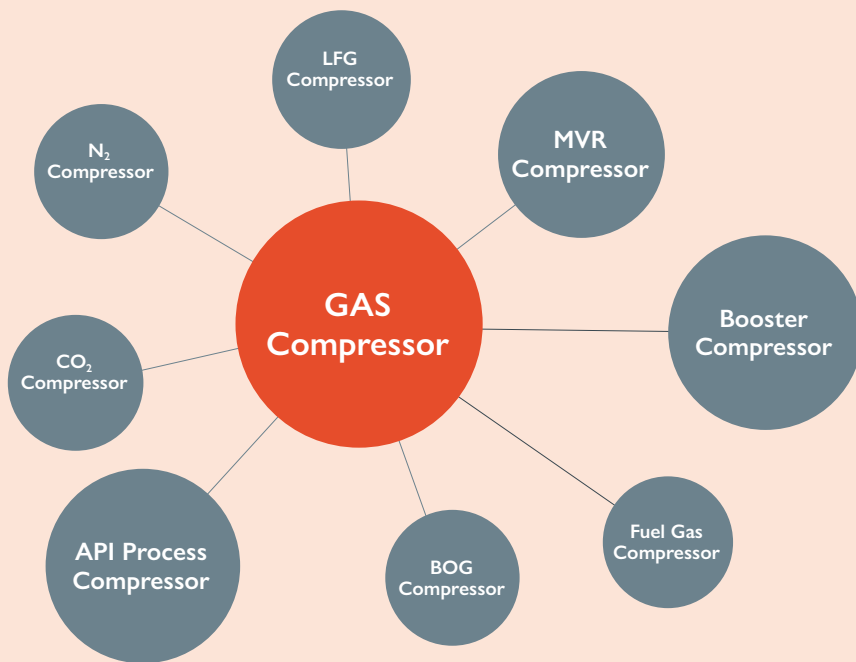 LFG
Compressor
MVR
Compressor
N₂
Compressor
GAS
Compressor
Booster
Compressor
CO₂
Compressor
API Process
Compressor
BOG
Compressor
Fuel Gas
Compressor